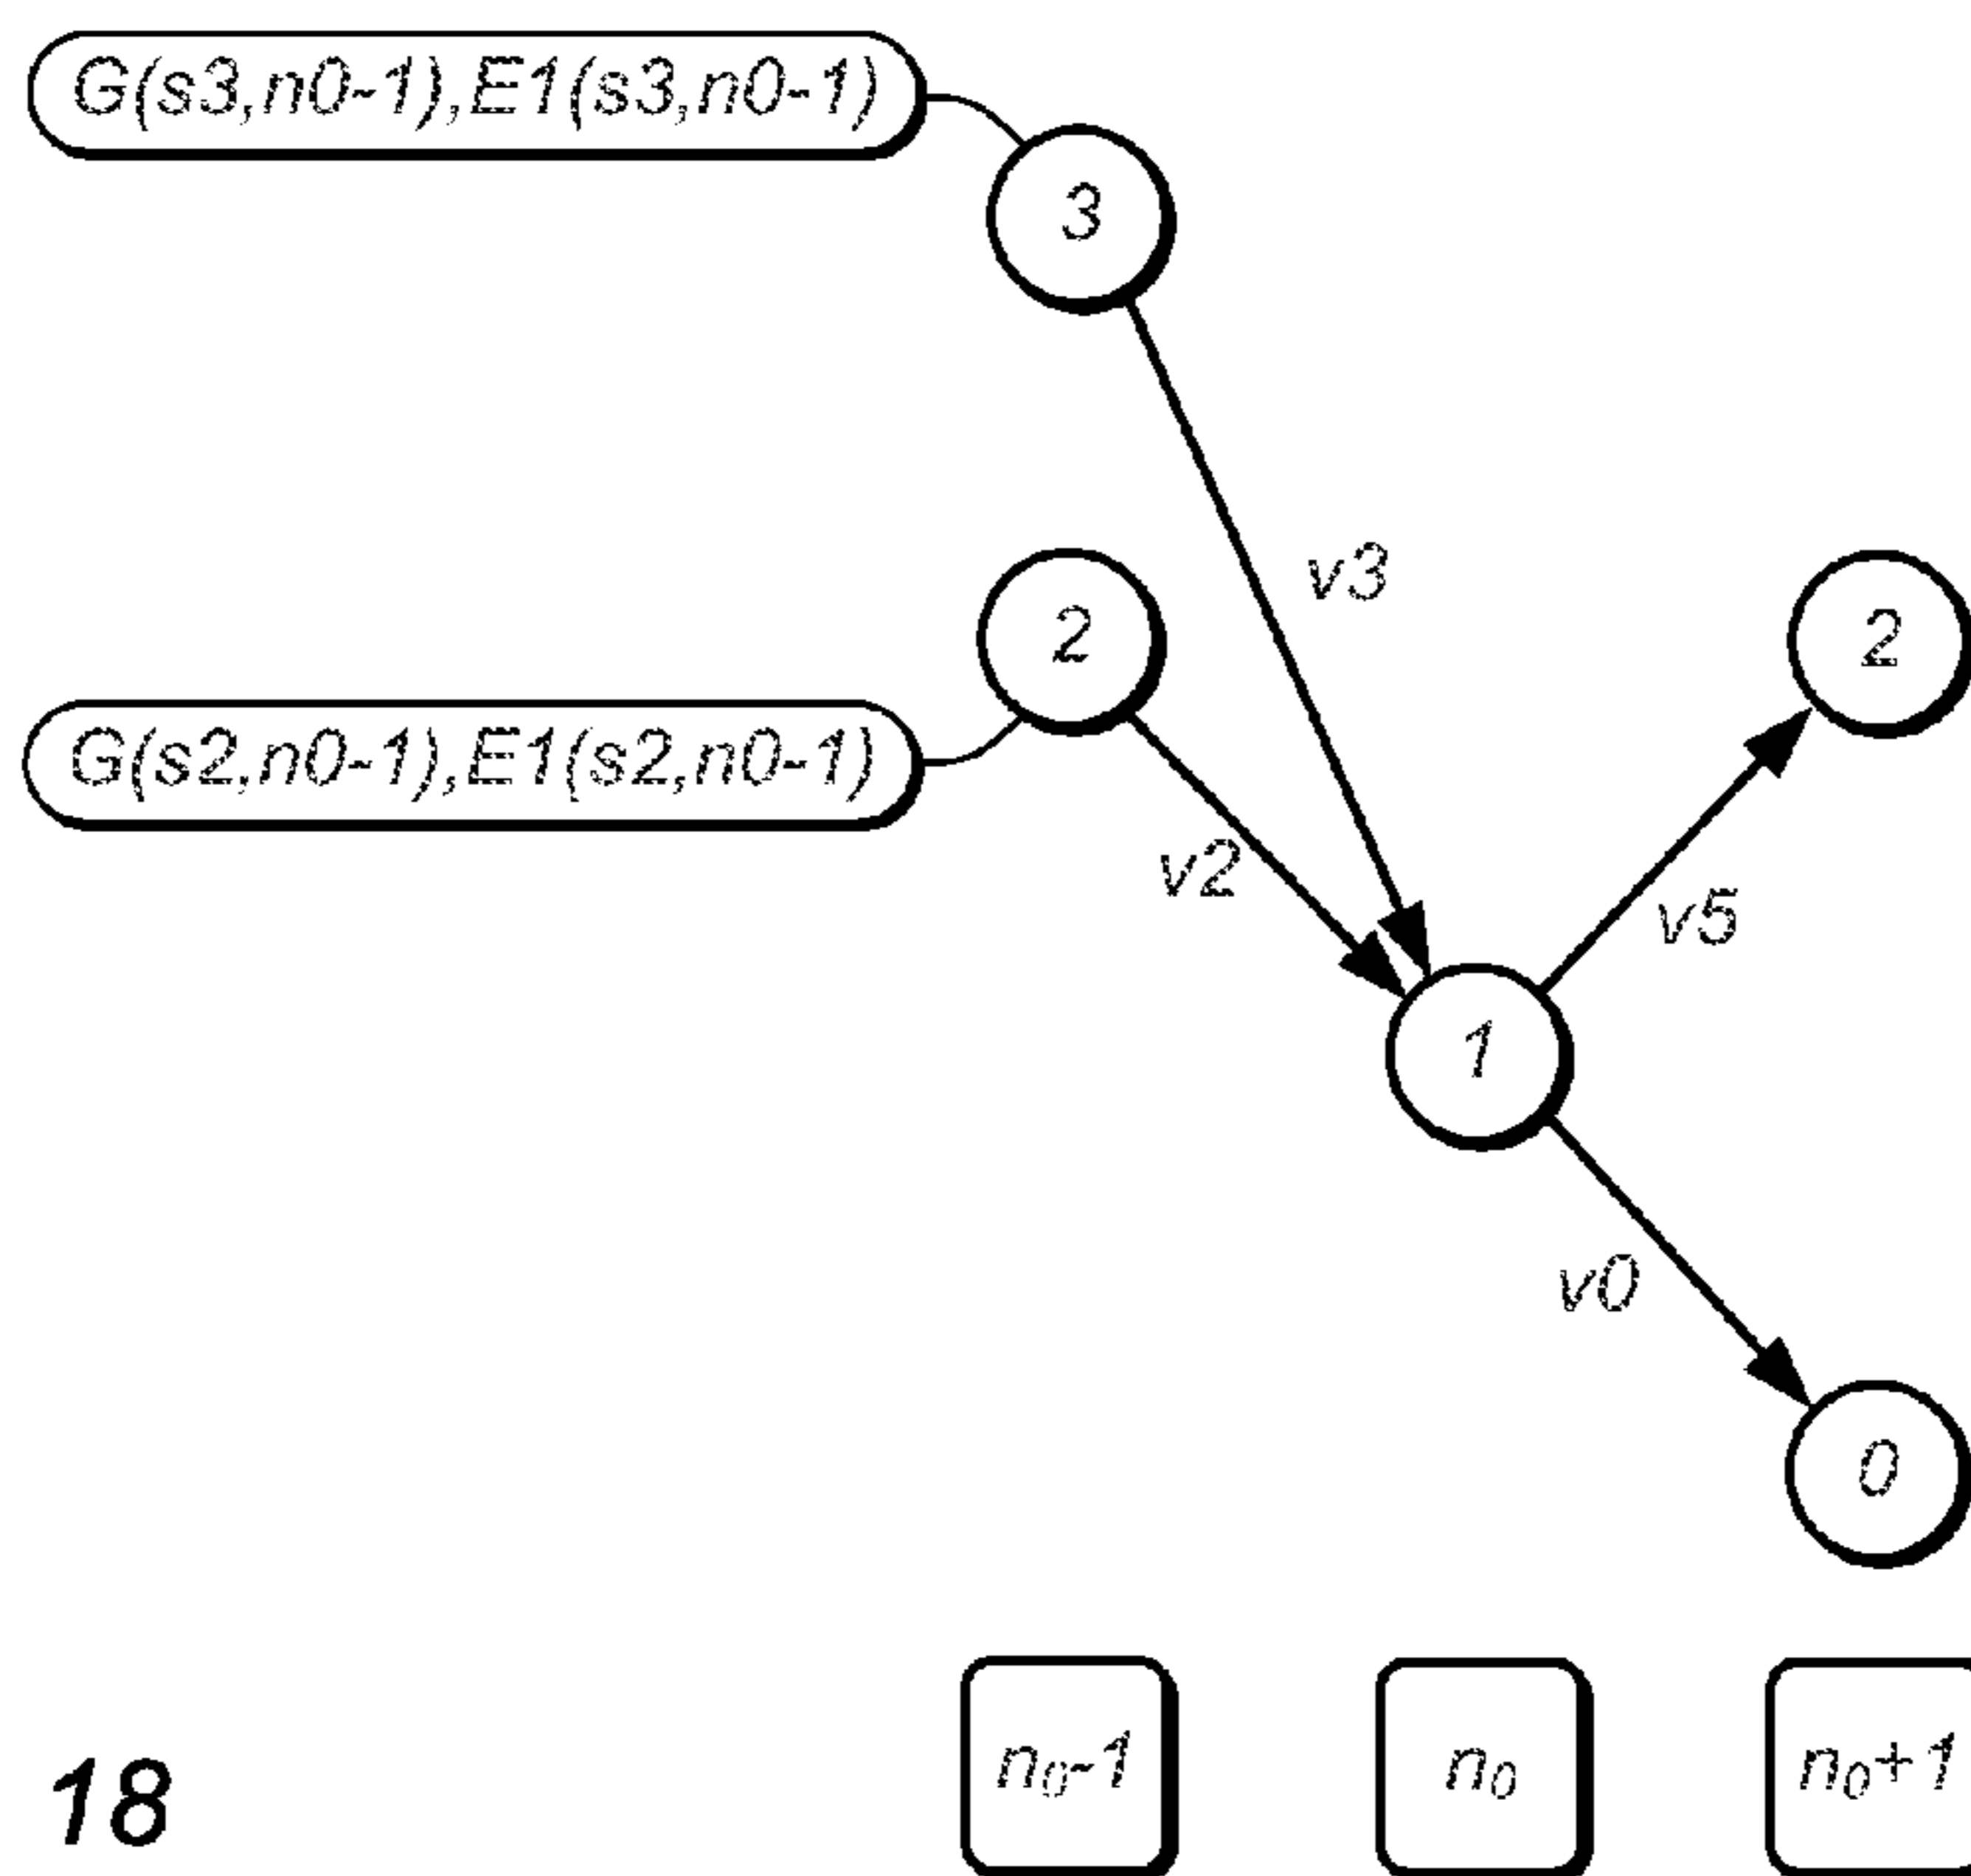 G(s3,n0-1),E1(s3,n0-1)
3
v3
2
2
G(s2,n0-1),E1(s2,n0-1)
v2
v5
1
v0
0
n₀-1
n₀
n₀+1
18